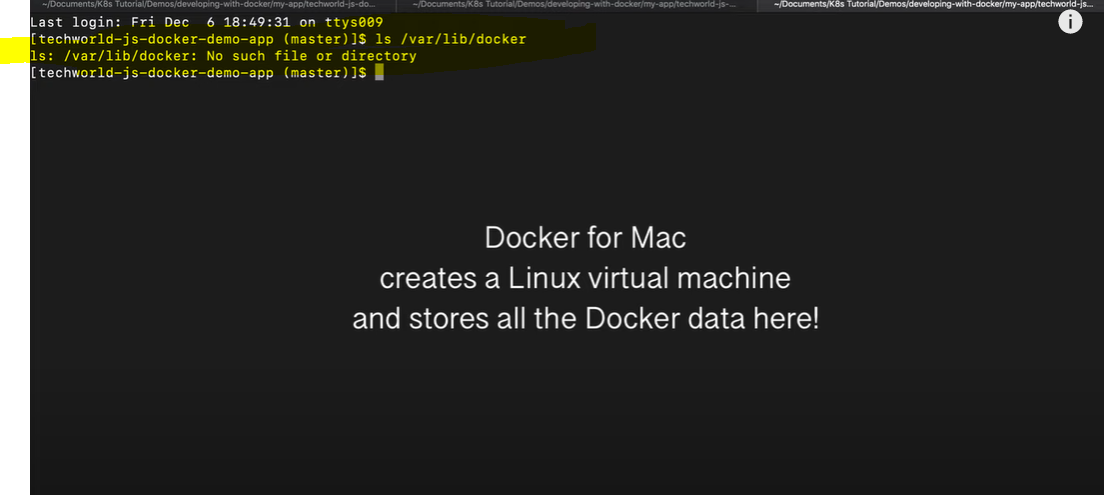 ~/Documents/K8s Tutorial/Demos/developing-with-docker/my-app/techworld-js-do...
~/Documents/K8s Tutorial/Demos/developing-with-docker/my-app/techworld-js-...
~/Documents/K8s Tutorial/Demos/developing-with-docker/my-app/techworld-js...
Last login: Fri Dec  6 18:49:31 on ttys009
[techworld-js-docker-demo-app (master)]$ ls /var/lib/docker
ls: /var/lib/docker: No such file or directory
[techworld-js-docker-demo-app (master)]$
Docker for Mac
creates a Linux virtual machine
and stores all the Docker data here!